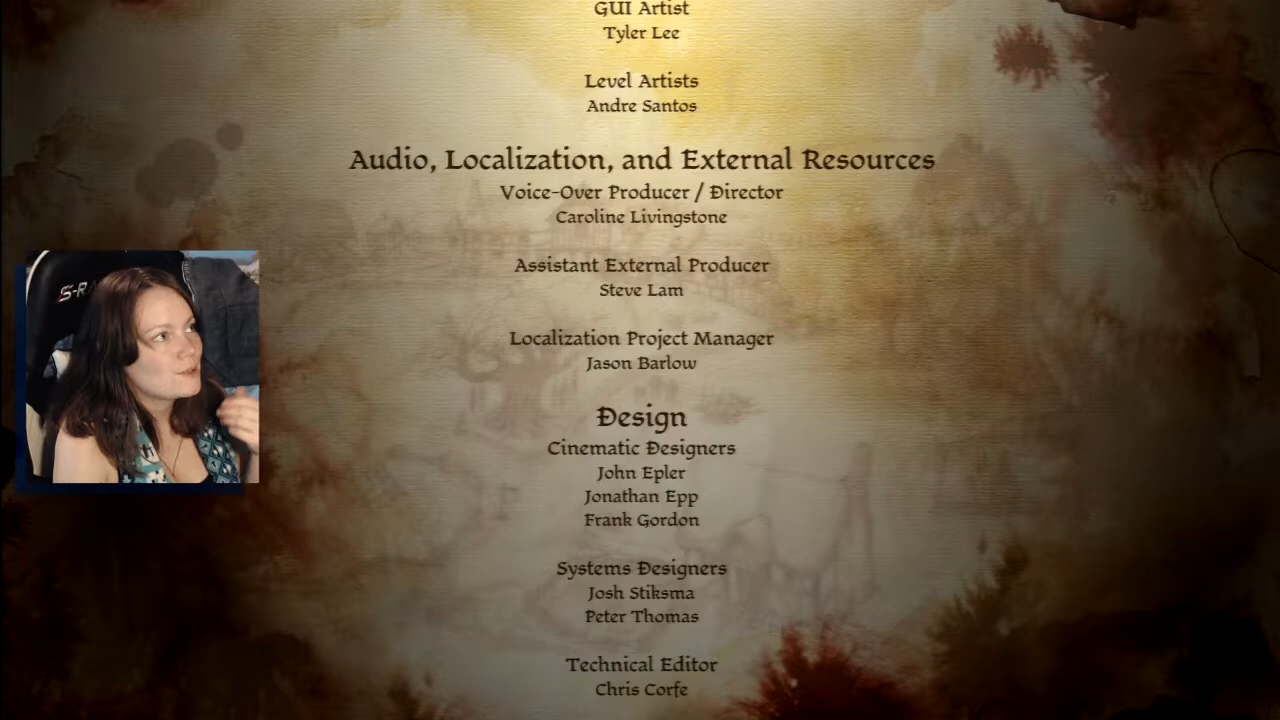 GUI Artist
Tyler Lee
Level Artists
Andre Santos
Audio, Localization, and External Resources
Voice-Over Producer / Director
Caroline Livingstone
Assistant External Producer
Steve Lam
Localization Project Manager
Jason Barlow
Design
Cinematic Designers
John Epler
Jonathan Epp
Frank Gordon
Systems Designers
Josh Stiksma
Peter Thomas
Technical Editor
Chris Corfe